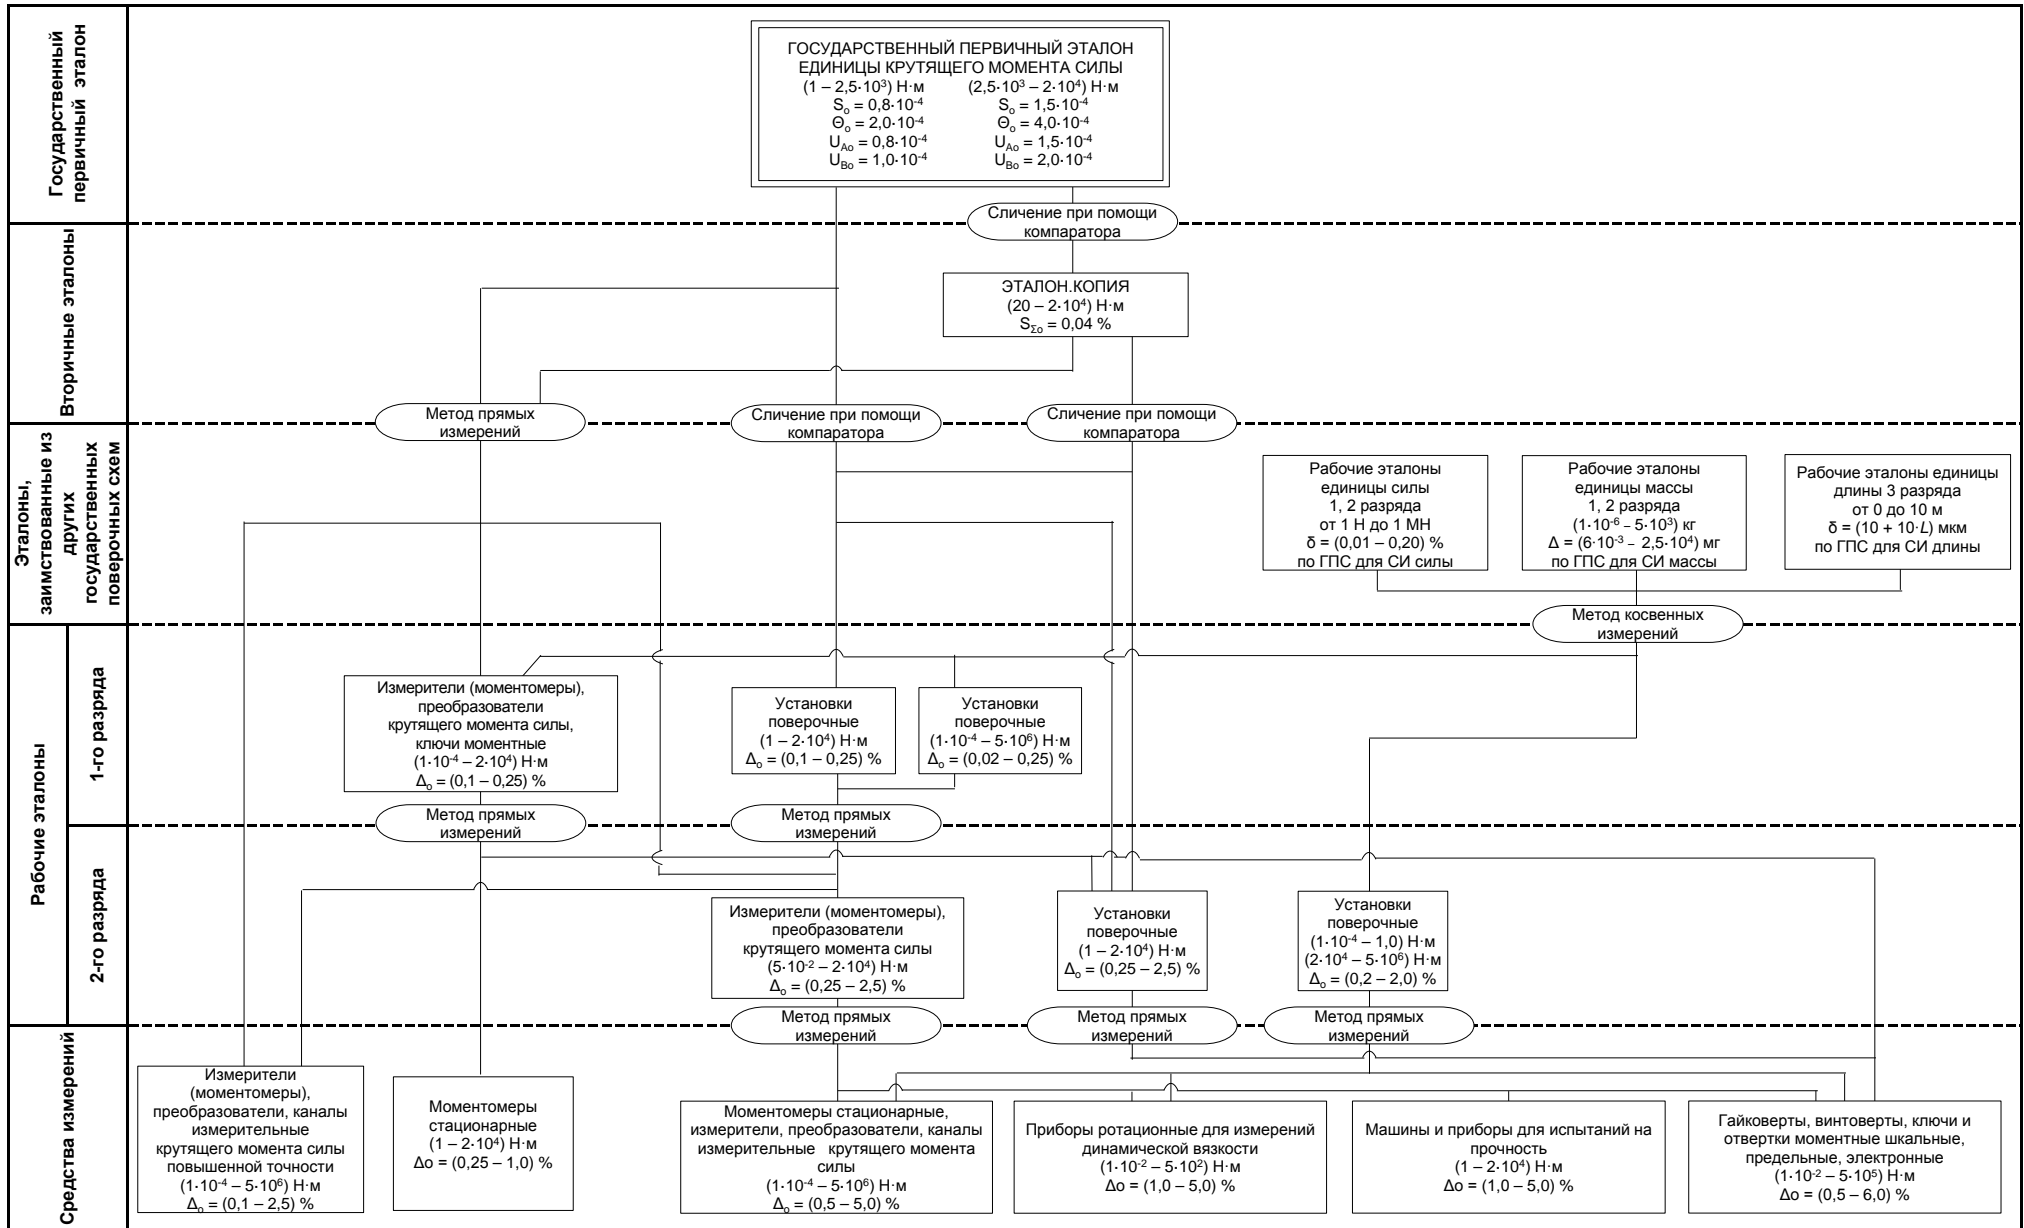 Государственный
первичный эталон
ГОСУДАРСТВЕННЫЙ ПЕРВИЧНЫЙ ЭТАЛОН
ЕДИНИЦЫ КРУТЯЩЕГО МОМЕНТА СИЛЫ
(1 – 2,5·10³) Н·м
S₀ = 0,8·10⁻⁴
Θ₀ = 2,0·10⁻⁴
U_Ao = 0,8·10⁻⁴
U_Bo = 1,0·10⁻⁴
(2,5·10³ – 2·10⁴) Н·м
S₀ = 1,5·10⁻⁴
Θ₀ = 4,0·10⁻⁴
U_Ao = 1,5·10⁻⁴
U_Bo = 2,0·10⁻⁴
Сличение при помощи
компаратора
Вторичные эталоны
ЭТАЛОН.КОПИЯ
(20 – 2·10⁴) Н·м
S_Σo = 0,04 %
Метод прямых
измерений
Сличение при помощи
компаратора
Сличение при помощи
компаратора
Эталоны,
заимствованные из
других
государственных
поверочных схем
Рабочие эталоны
единицы силы
1, 2 разряда
от 1 Н до 1 МН
δ = (0,01 – 0,20) %
по ГПС для СИ силы
Рабочие эталоны
единицы массы
1, 2 разряда
(1·10⁻⁶ – 5·10³) кг
Δ = (6·10⁻³ – 2,5·10⁴) мг
по ГПС для СИ массы
Рабочие эталоны единицы
длины 3 разряда
от 0 до 10 м
δ = (10 + 10·L) мкм
по ГПС для СИ длины
Метод косвенных
измерений
Рабочие эталоны
1-го разряда
Измерители (моментомеры),
преобразователи
крутящего момента силы,
ключи моментные
(1·10⁻⁴ – 2·10⁴) Н·м
Δ₀ = (0,1 – 0,25) %
Установки
поверочные
(1 – 2·10⁴) Н·м
Δ₀ = (0,1 – 0,25) %
Установки
поверочные
(1·10⁻⁴ – 5·10⁶) Н·м
Δ₀ = (0,02 – 0,25) %
Метод прямых
измерений
Метод прямых
измерений
2-го разряда
Измерители (моментомеры),
преобразователи
крутящего момента силы
(5·10⁻² – 2·10⁴) Н·м
Δ₀ = (0,25 – 2,5) %
Установки
поверочные
(1 – 2·10⁴) Н·м
Δ₀ = (0,25 – 2,5) %
Установки
поверочные
(1·10⁻⁴ – 1,0) Н·м
(2·10⁴ – 5·10⁶) Н·м
Δ₀ = (0,2 – 2,0) %
Метод прямых
измерений
Метод прямых
измерений
Метод прямых
измерений
Средства измерений
Измерители
(моментомеры),
преобразователи, каналы
измерительные
крутящего момента силы
повышенной точности
(1·10⁻⁴ – 5·10⁶) Н·м
Δ₀ = (0,1 – 2,5) %
Моментомеры
стационарные
(1 – 2·10⁴) Н·м
Δо = (0,25 – 1,0) %
Моментомеры стационарные,
измерители, преобразователи, каналы
измерительные крутящего момента
силы
(1·10⁻⁴ – 5·10⁶) Н·м
Δ₀ = (0,5 – 5,0) %
Приборы ротационные для измерений
динамической вязкости
(1·10⁻² – 5·10²) Н·м
Δо = (1,0 – 5,0) %
Машины и приборы для испытаний на
прочность
(1 – 2·10⁴) Н·м
Δо = (1,0 – 5,0) %
Гайковерты, винтоверты, ключи и
отвертки моментные шкальные,
предельные, электронные
(1·10⁻² – 5·10⁵) Н·м
Δо = (0,5 – 6,0) %